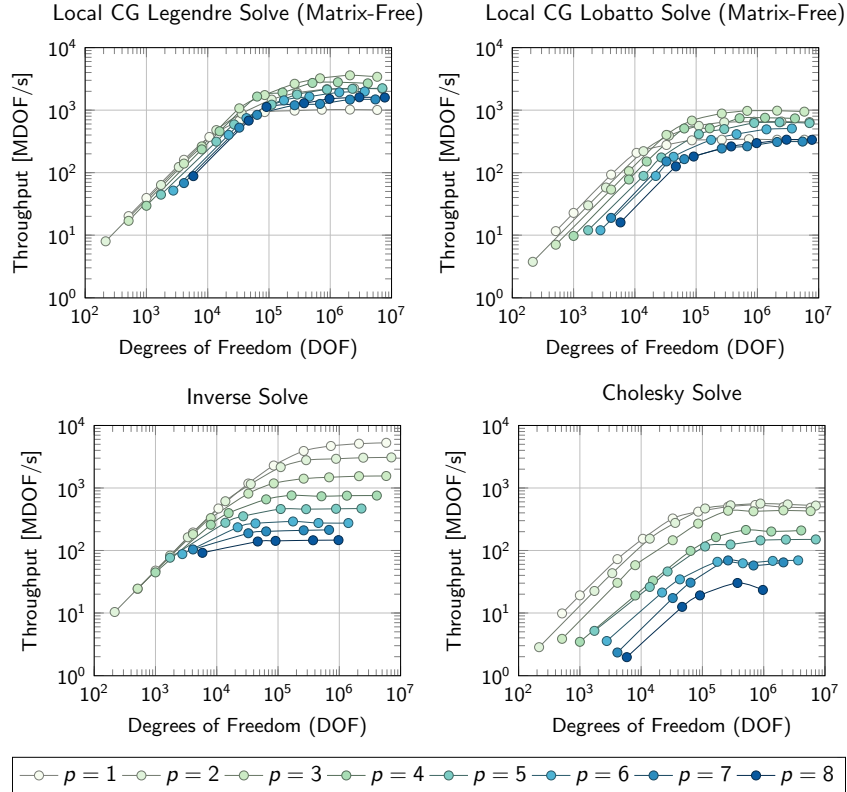 Local CG Legendre Solve (Matrix-Free)
Local CG Lobatto Solve (Matrix-Free)
10^4
10^3
10^2
10^1
10^0
Throughput [MDOF/s]
10^2 10^3 10^4 10^5 10^6 10^7
Degrees of Freedom (DOF)
10^4
10^3
10^2
10^1
10^0
Throughput [MDOF/s]
10^2 10^3 10^4 10^5 10^6 10^7
Degrees of Freedom (DOF)
Inverse Solve
Cholesky Solve
10^4
10^3
10^2
10^1
10^0
Throughput [MDOF/s]
10^2 10^3 10^4 10^5 10^6 10^7
Degrees of Freedom (DOF)
10^4
10^3
10^2
10^1
10^0
Throughput [MDOF/s]
10^2 10^3 10^4 10^5 10^6 10^7
Degrees of Freedom (DOF)
p = 1 p = 2 p = 3 p = 4 p = 5 p = 6 p = 7 p = 8